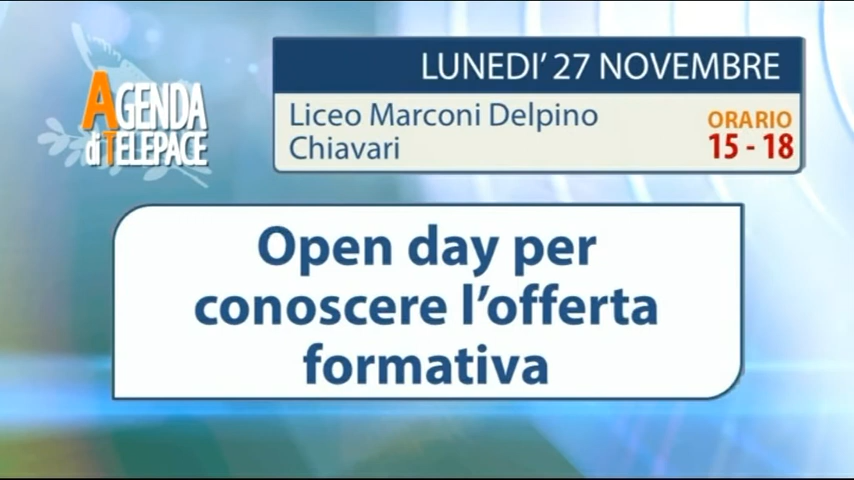 AGENDA
di TELEPACE
LUNEDI' 27 NOVEMBRE
Liceo Marconi Delpino
Chiavari
ORARIO
15 - 18
Open day per
conoscere l'offerta
formativa